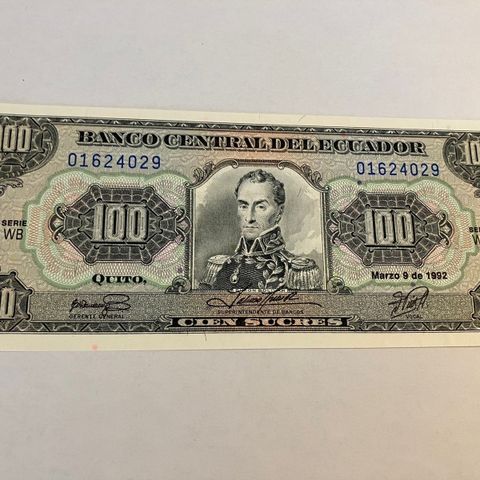 100
BANCO CENTRAL DEL ECUADOR
01624029
01624029
SERIE
WB
100
100
SERIE
QUITO,
Marzo 9 de 1992
GERENTE GENERAL
SUPERINTENDENTE DE BANCOS
VOCAL
CIEN SUCRES